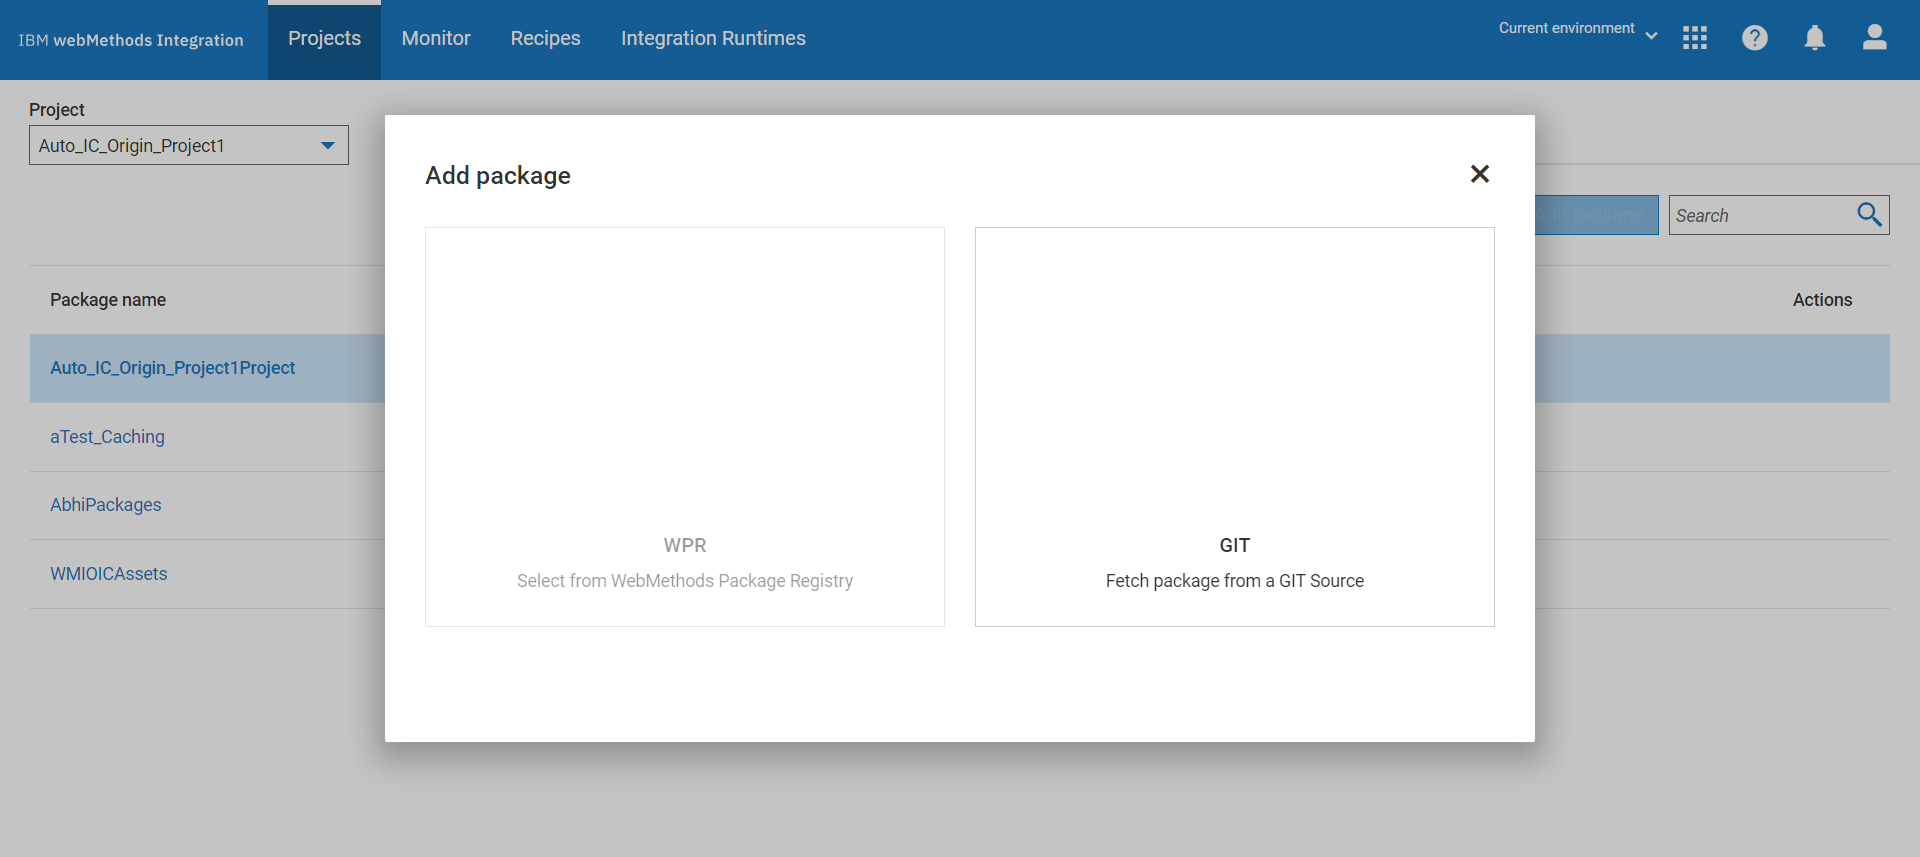 IBM webMethods Integration
Projects
Monitor
Recipes
Integration Runtimes
Current environment
Project
Auto_IC_Origin_Project1
Add package
Add package
Search
Package name
Actions
Auto_IC_Origin_Project1Project
aTest_Caching
AbhiPackages
WMIOICAssets
WPR
Select from WebMethods Package Registry
GIT
Fetch package from a GIT Source